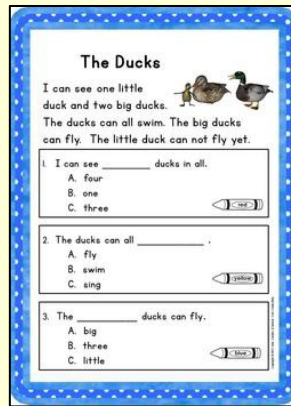 The Ducks
I can see one little
duck and two big ducks.
The ducks can all swim. The big ducks
can fly. The little duck can not fly yet.
1. I can see ________ ducks in all.
A. four
B. one
C. three
red
2. The ducks can all ____________ .
A. fly
B. swim
C. sing
yellow
3. The __________ ducks can fly.
A. big
B. three
C. little
blue